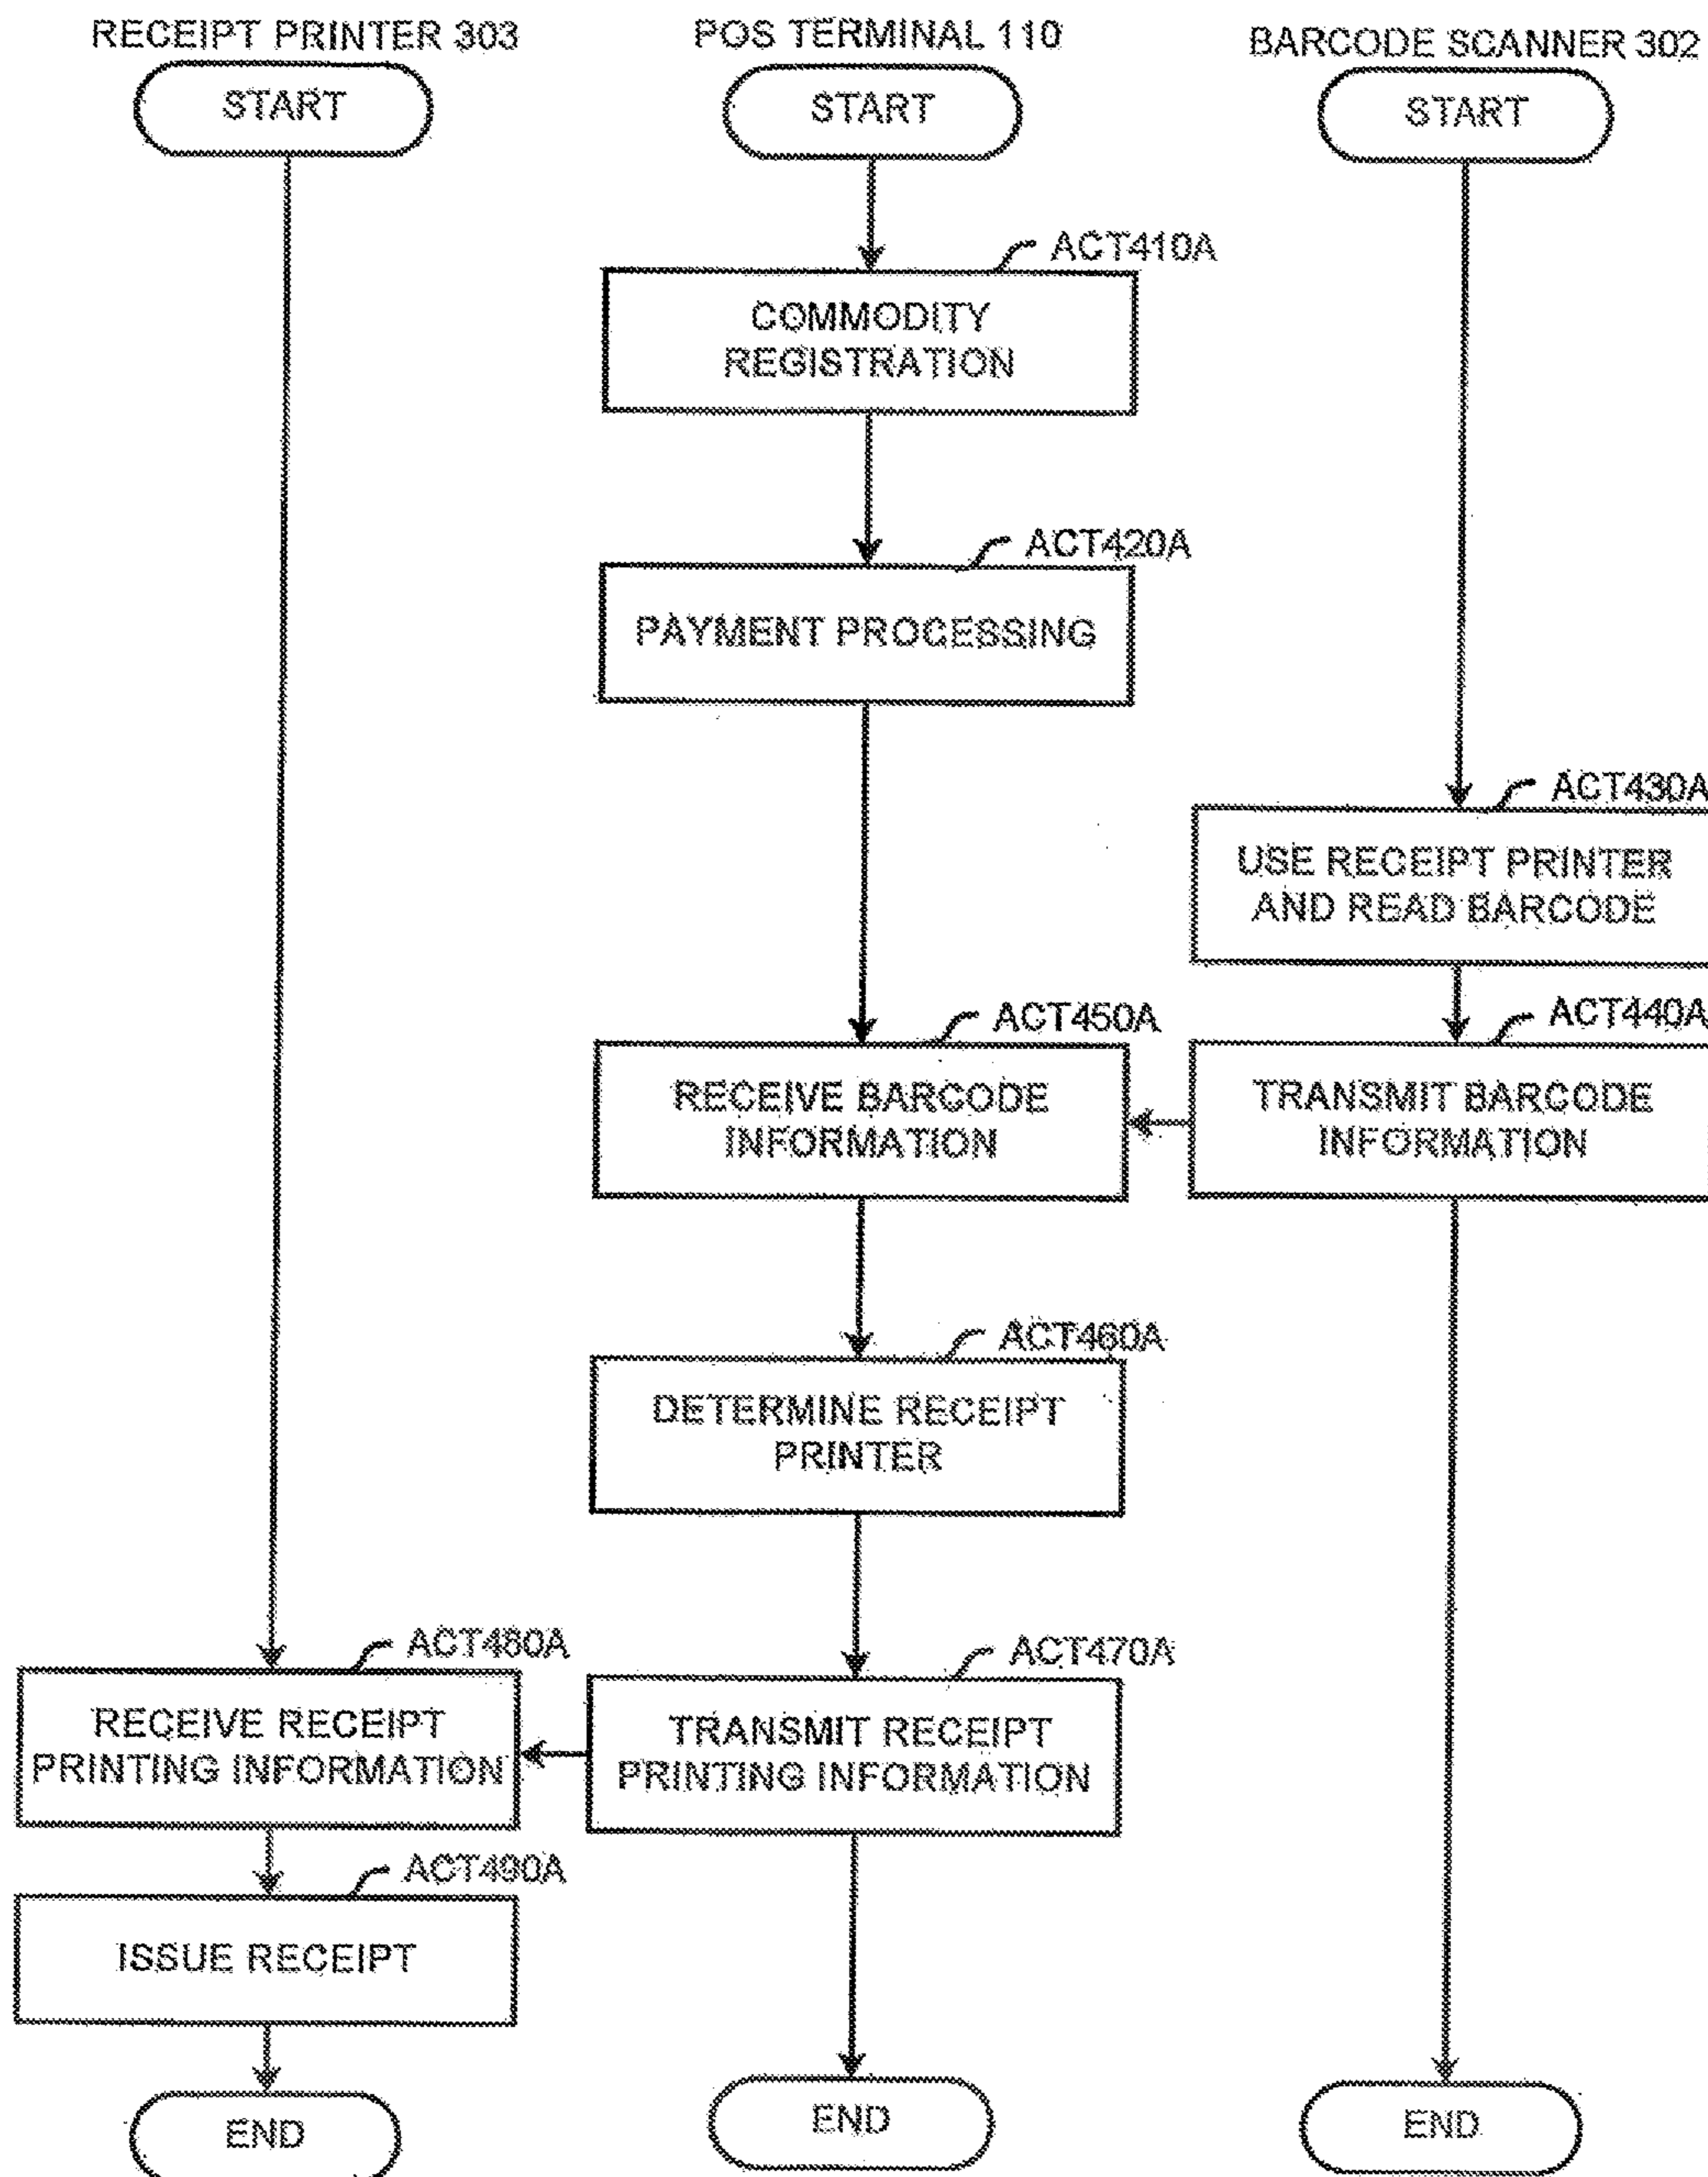 RECEIPT PRINTER 303
POS TERMINAL 110
BARCODE SCANNER 302
START
START
START
ACT410A
COMMODITY
REGISTRATION
ACT420A
PAYMENT PROCESSING
ACT430A
USE RECEIPT PRINTER
AND READ BARCODE
ACT440A
TRANSMIT BARCODE
INFORMATION
ACT450A
RECEIVE BARCODE
INFORMATION
ACT460A
DETERMINE RECEIPT
PRINTER
ACT470A
TRANSMIT RECEIPT
PRINTING INFORMATION
ACT480A
RECEIVE RECEIPT
PRINTING INFORMATION
ACT490A
ISSUE RECEIPT
END
END
END